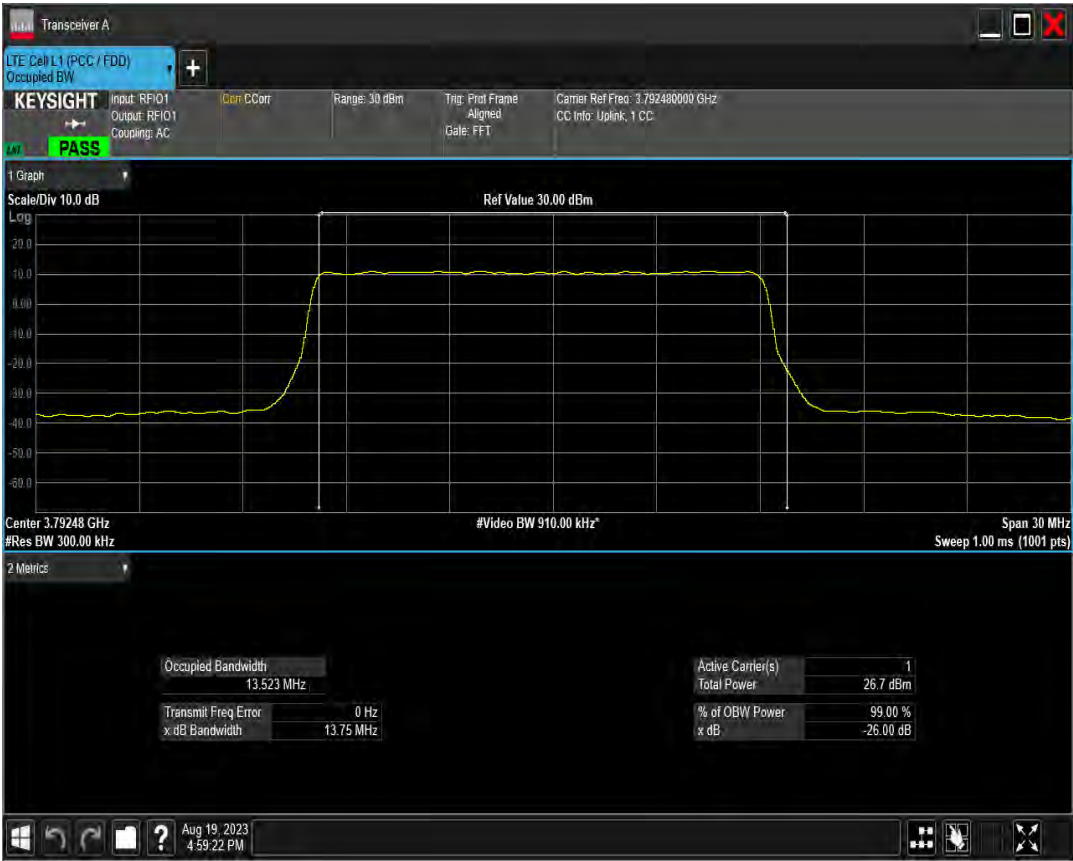 Transceiver A
LTE Cell L1 (PCC / FDD)
Occupied BW
+
KEYSIGHT
Input: RFIO1
Output: RFIO1
Coupling: AC
Corr CCorr
Range: 30 dBm
Trig: Prot Frame
Aligned
Gate: FFT
Carrier Ref Freq: 3.792480000 GHz
CC Info: Uplink, 1 CC
PASS
1 Graph
Scale/Div 10.0 dB
Ref Value 30.00 dBm
Log
20.0
10.0
0.00
-10.0
-20.0
-30.0
-40.0
-50.0
-60.0
Center 3.79248 GHz
#Video BW 910.00 kHz*
Span 30 MHz
#Res BW 300.00 kHz
Sweep 1.00 ms (1001 pts)
2 Metrics
Occupied Bandwidth
13.523 MHz
Transmit Freq Error 0 Hz
x dB Bandwidth 13.75 MHz
Active Carrier(s) 1
Total Power 26.7 dBm
% of OBW Power 99.00 %
x dB -26.00 dB
?
Aug 19, 2023
4:59:22 PM